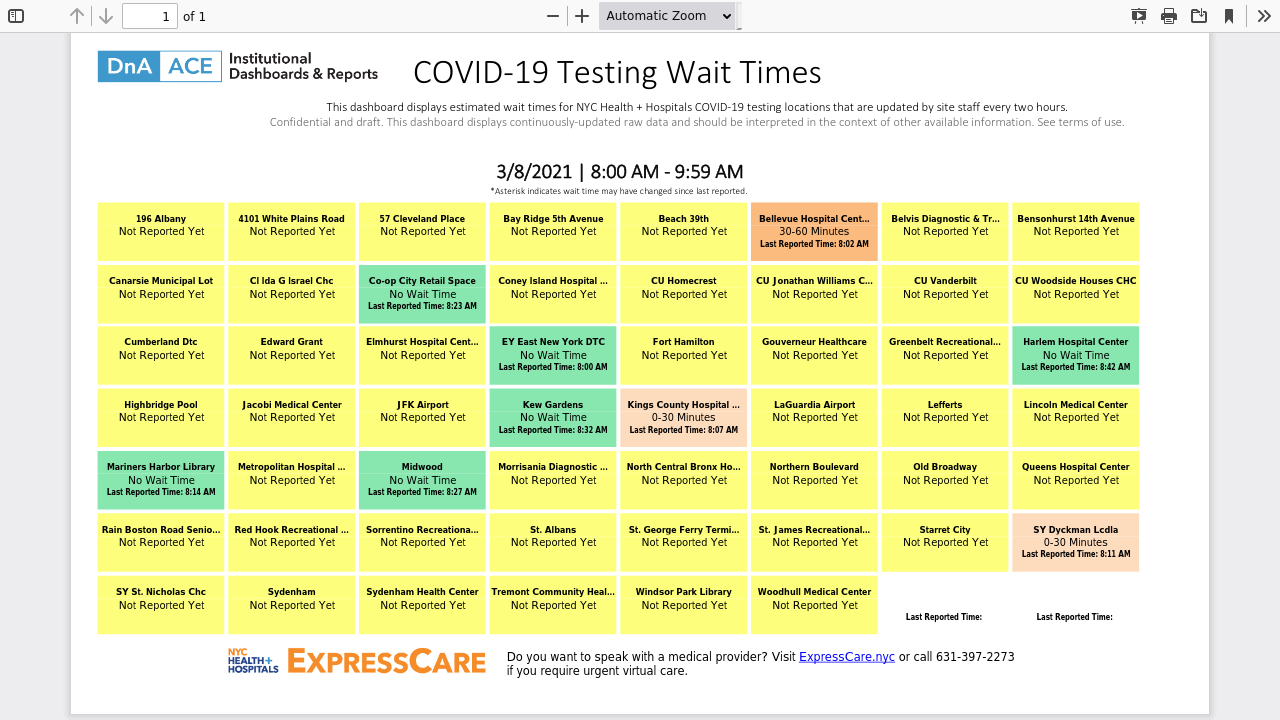 1 of 1 Automatic Zoom
DnA ACE Institutional
Dashboards & Reports
COVID-19 Testing Wait Times
This dashboard displays estimated wait times for NYC Health + Hospitals COVID-19 testing locations that are updated by site staff every two hours.
Confidential and draft. This dashboard displays continuously-updated raw data and should be interpreted in the context of other available information. See terms of use.
3/8/2021 | 8:00 AM - 9:59 AM
*Asterisk indicates wait time may have changed since last reported.
196 Albany
Not Reported Yet
4101 White Plains Road
Not Reported Yet
57 Cleveland Place
Not Reported Yet
Bay Ridge 5th Avenue
Not Reported Yet
Beach 39th
Not Reported Yet
Bellevue Hospital Cent...
30-60 Minutes
Last Reported Time: 8:02 AM
Belvis Diagnostic & Tr...
Not Reported Yet
Bensonhurst 14th Avenue
Not Reported Yet
Canarsie Municipal Lot
Not Reported Yet
Cl Ida G Israel Chc
Not Reported Yet
Co-op City Retail Space
No Wait Time
Last Reported Time: 8:23 AM
Coney Island Hospital ...
Not Reported Yet
CU Homecrest
Not Reported Yet
CU Jonathan Williams C...
Not Reported Yet
CU Vanderbilt
Not Reported Yet
CU Woodside Houses CHC
Not Reported Yet
Cumberland Dtc
Not Reported Yet
Edward Grant
Not Reported Yet
Elmhurst Hospital Cent...
Not Reported Yet
EY East New York DTC
No Wait Time
Last Reported Time: 8:00 AM
Fort Hamilton
Not Reported Yet
Gouverneur Healthcare
Not Reported Yet
Greenbelt Recreational...
Not Reported Yet
Harlem Hospital Center
No Wait Time
Last Reported Time: 8:42 AM
Highbridge Pool
Not Reported Yet
Jacobi Medical Center
Not Reported Yet
JFK Airport
Not Reported Yet
Kew Gardens
No Wait Time
Last Reported Time: 8:32 AM
Kings County Hospital ...
0-30 Minutes
Last Reported Time: 8:07 AM
LaGuardia Airport
Not Reported Yet
Lefferts
Not Reported Yet
Lincoln Medical Center
Not Reported Yet
Mariners Harbor Library
No Wait Time
Last Reported Time: 8:14 AM
Metropolitan Hospital ...
Not Reported Yet
Midwood
No Wait Time
Last Reported Time: 8:27 AM
Morrisania Diagnostic ...
Not Reported Yet
North Central Bronx Ho...
Not Reported Yet
Northern Boulevard
Not Reported Yet
Old Broadway
Not Reported Yet
Queens Hospital Center
Not Reported Yet
Rain Boston Road Senio...
Not Reported Yet
Red Hook Recreational ...
Not Reported Yet
Sorrentino Recreationa...
Not Reported Yet
St. Albans
Not Reported Yet
St. George Ferry Termi...
Not Reported Yet
St. James Recreational...
Not Reported Yet
Starret City
Not Reported Yet
SY Dyckman Lcdla
0-30 Minutes
Last Reported Time: 8:11 AM
SY St. Nicholas Chc
Not Reported Yet
Sydenham
Not Reported Yet
Sydenham Health Center
Not Reported Yet
Tremont Community Heal...
Not Reported Yet
Windsor Park Library
Not Reported Yet
Woodhull Medical Center
Not Reported Yet
Last Reported Time:
Last Reported Time:
NYC
HEALTH+
HOSPITALS
EXPRESSCARE
Do you want to speak with a medical provider? Visit ExpressCare.nyc or call 631-397-2273
if you require urgent virtual care.